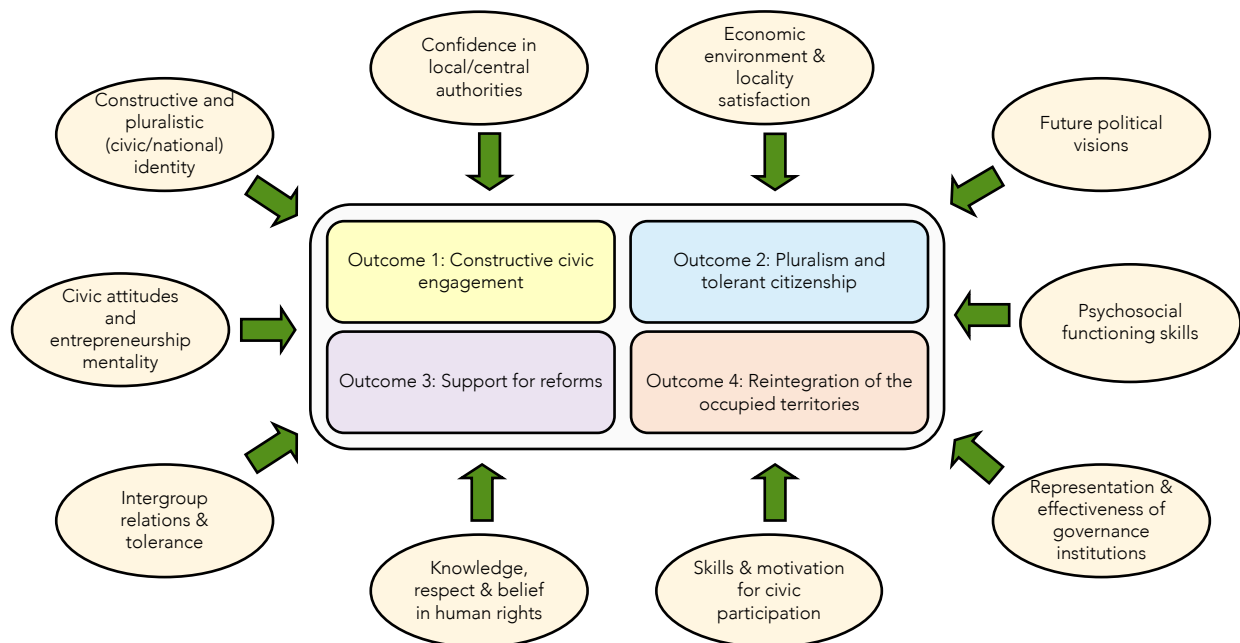 Confidence in
local/central
authorities
Economic
environment &
locality
satisfaction
Constructive and
pluralistic
(civic/national)
identity
Future political
visions
Outcome 1: Constructive civic
engagement
Outcome 2: Pluralism and
tolerant citizenship
Civic attitudes
and
entrepreneurship
mentality
Psychosocial
functioning skills
Outcome 3: Support for reforms
Outcome 4: Reintegration of the
occupied territories
Intergroup
relations &
tolerance
Representation &
effectiveness of
governance
institutions
Knowledge,
respect & belief
in human rights
Skills & motivation
for civic
participation